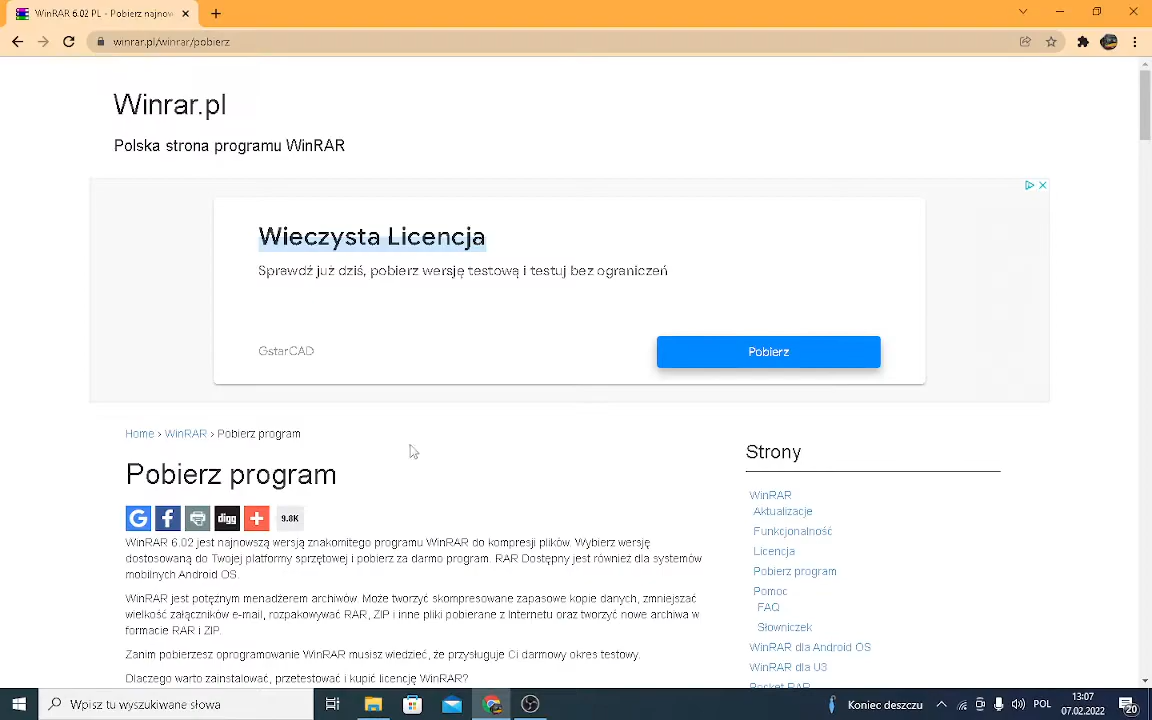 WinRAR 6.02 PL - Pobierz najnow
winrar.pl/winrar/pobierz
Winrar.pl
Polska strona programu WinRAR
Wieczysta Licencja
Sprawdź już dziś, pobierz wersję testową i testuj bez ograniczeń
GstarCAD
Pobierz
Home › WinRAR › Pobierz program
Pobierz program
digg
9.8K
WinRAR 6.02 jest najnowszą wersją znakomitego programu WinRAR do kompresji plików. Wybierz wersję
dostosowaną do Twojej platformy sprzętowej i pobierz za darmo program. RAR Dostępny jest również dla systemów
mobilnych Android OS.
WinRAR jest potężnym menadżerem archiwów. Może tworzyć skompresowane zapasowe kopie danych, zmniejszać
wielkość załączników e-mail, rozpakowywać RAR, ZIP i inne pliki pobierane z Internetu oraz tworzyć nowe archiwa w
formacie RAR i ZIP.
Zanim pobierzesz oprogramowanie WinRAR musisz wiedzieć, że przysługuje Ci darmowy okres testowy.
Dlaczego warto zainstalować, przetestować i kupić licencję WinRAR?
Strony
WinRAR
Aktualizacje
Funkcjonalność
Licencja
Pobierz program
Pomoc
FAQ
Słowniczek
WinRAR dla Android OS
WinRAR dla U3
Pocket RAR
Wpisz tu wyszukiwane słowa
Koniec deszczu
POL
13:07
07.02.2022
20